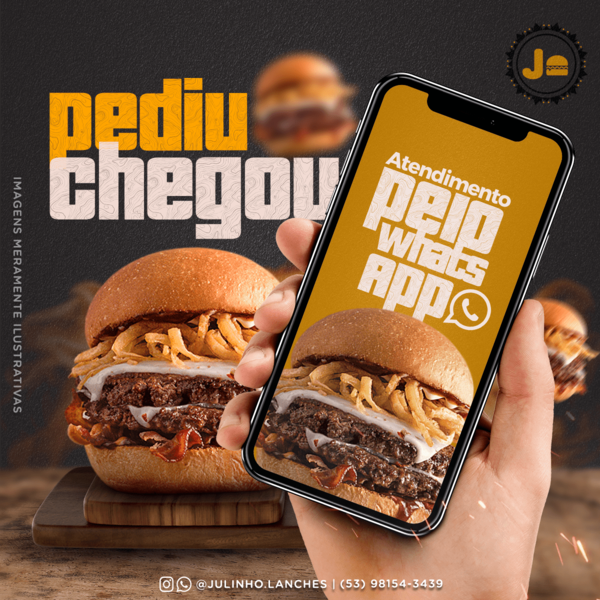 pediu
chegou
Atendimento
pelo
whats
App
J
IMAGENS MERAMENTE ILUSTRATIVAS
@JULINHO.LANCHES | (53) 98154-3439